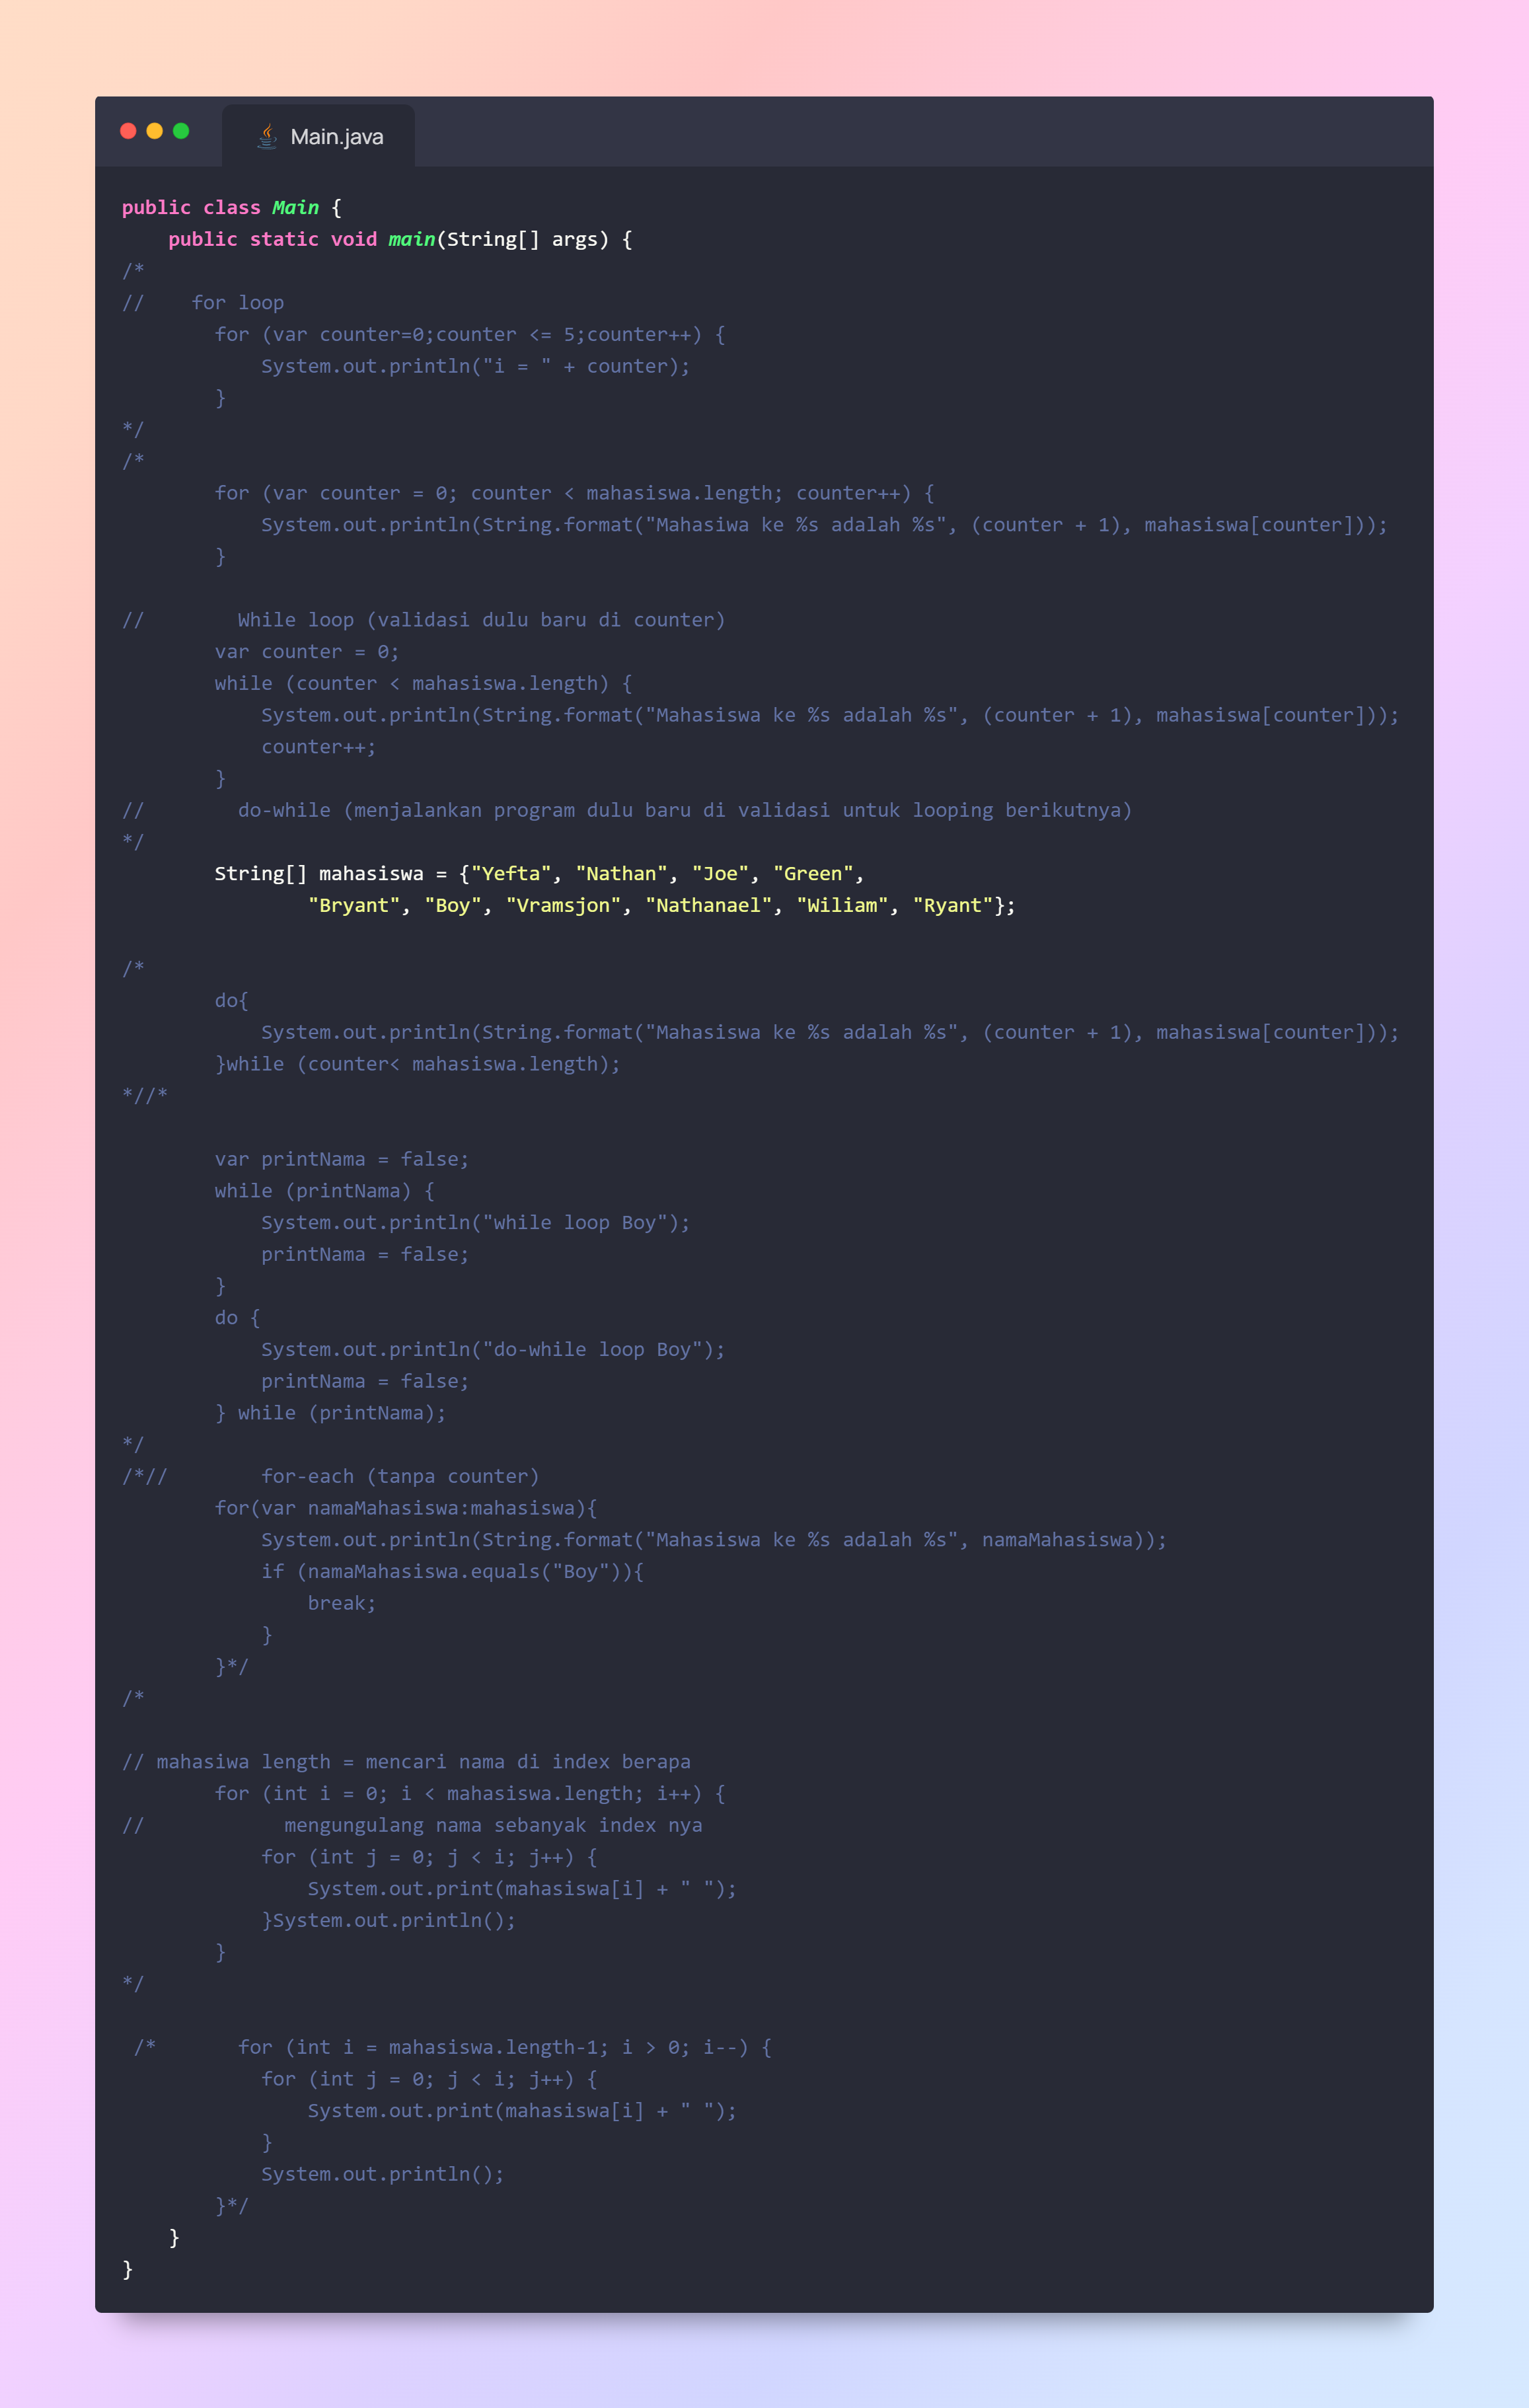 Main.java
public class Main {
    public static void main(String[] args) {
/*
//    for loop
        for (var counter=0;counter <= 5;counter++) {
            System.out.println("i = " + counter);
        }
*/
/*
        for (var counter = 0; counter < mahasiswa.length; counter++) {
            System.out.println(String.format("Mahasiwa ke %s adalah %s", (counter + 1), mahasiswa[counter]));
        }

//        While loop (validasi dulu baru di counter)
        var counter = 0;
        while (counter < mahasiswa.length) {
            System.out.println(String.format("Mahasiswa ke %s adalah %s", (counter + 1), mahasiswa[counter]));
            counter++;
        }
//        do-while (menjalankan program dulu baru di validasi untuk looping berikutnya)
*/
        String[] mahasiswa = {"Yefta", "Nathan", "Joe", "Green",
                "Bryant", "Boy", "Vramsjon", "Nathanael", "Wiliam", "Ryant"};

/*
        do{
            System.out.println(String.format("Mahasiswa ke %s adalah %s", (counter + 1), mahasiswa[counter]));
        }while (counter< mahasiswa.length);
*//*

        var printNama = false;
        while (printNama) {
            System.out.println("while loop Boy");
            printNama = false;
        }
        do {
            System.out.println("do-while loop Boy");
            printNama = false;
        } while (printNama);
*/
/*//        for-each (tanpa counter)
        for(var namaMahasiswa:mahasiswa){
            System.out.println(String.format("Mahasiswa ke %s adalah %s", namaMahasiswa));
            if (namaMahasiswa.equals("Boy")){
                break;
            }
        }*/
/*

// mahasiwa length = mencari nama di index berapa
        for (int i = 0; i < mahasiswa.length; i++) {
//            mengungulang nama sebanyak index nya
            for (int j = 0; j < i; j++) {
                System.out.print(mahasiswa[i] + " ");
            }System.out.println();
        }
*/

 /*       for (int i = mahasiswa.length-1; i > 0; i--) {
            for (int j = 0; j < i; j++) {
                System.out.print(mahasiswa[i] + " ");
            }
            System.out.println();
        }*/
    }
}